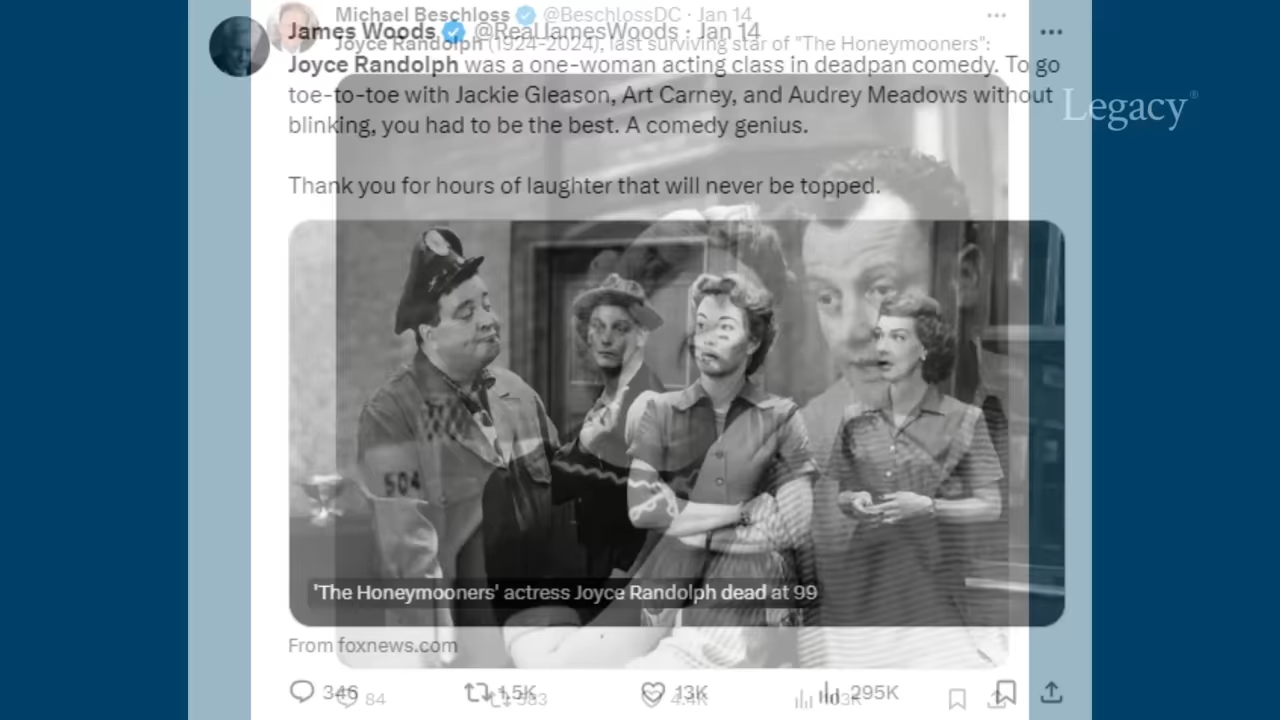 Michael Beschloss @BeschlossDC · Jan 14
James Woods @RealJamesWoods · Jan 14
Joyce Randolph (1924-2024), last surviving star of "The Honeymooners":
Joyce Randolph was a one-woman acting class in deadpan comedy. To go
toe-to-toe with Jackie Gleason, Art Carney, and Audrey Meadows without
blinking, you had to be the best. A comedy genius.
Legacy®
Thank you for hours of laughter that will never be topped.
504
'The Honeymooners' actress Joyce Randolph dead at 99
From foxnews.com
346 1.5K 13K 295K
84 4.4K